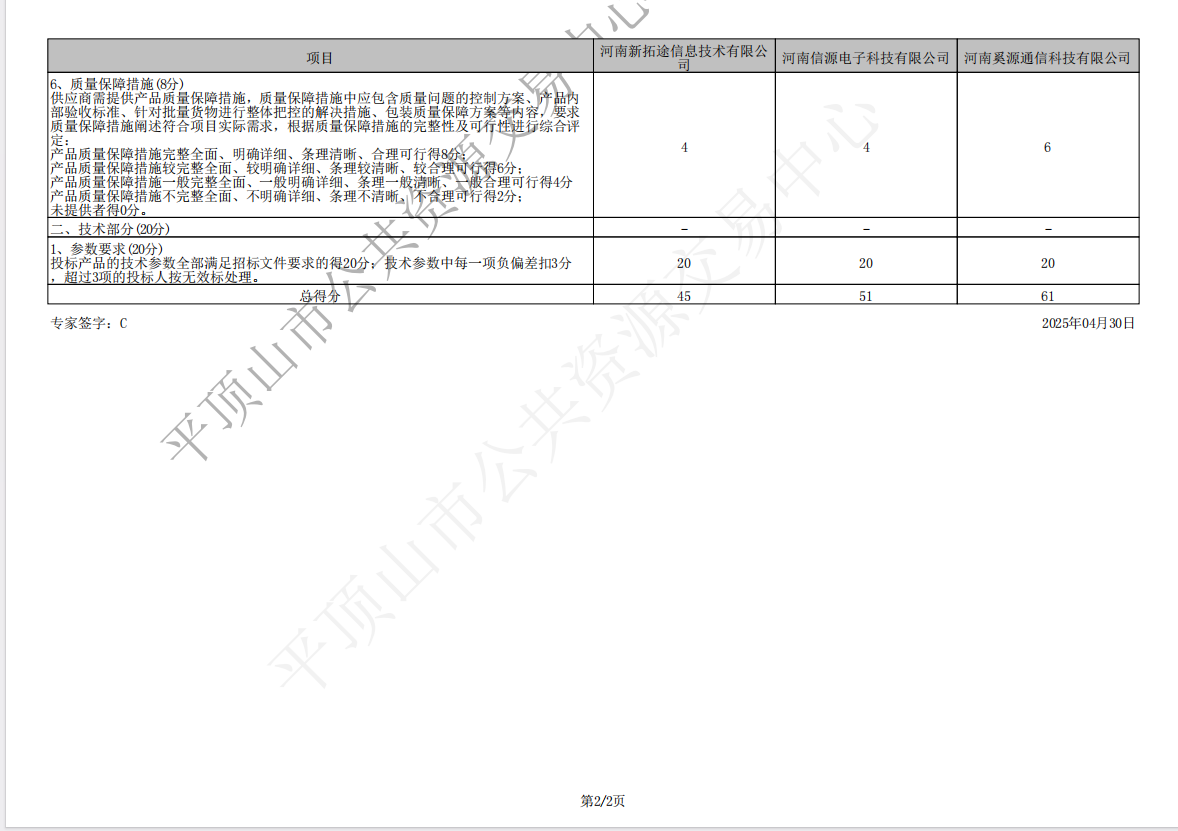 项目
河南新拓途信息技术有限公司
河南信源电子科技有限公司
河南奚源通信科技有限公司
6、质量保障措施(8分)
供应商需提供产品质量保障措施，质量保障措施中应包含质量问题的控制方案、产品内
部验收标准、针对批量货物进行整体把控的解决措施、包装质量保障方案等内容，要求
质量保障措施阐述符合项目实际需求，根据质量保障措施的完整性及可行性进行综合评
定：
产品质量保障措施完整全面、明确详细、条理清晰、合理可行得8分；
产品质量保障措施较完整全面、较明确详细、条理较清晰、较合理可行得6分；
产品质量保障措施一般完整全面、一般明确详细、条理一般清晰、一般合理可行得4分
产品质量保障措施不完整全面、不明确详细、条理不清晰、不合理可行得2分；
未提供者得0分。
4
4
6
二、技术部分(20分)
–
–
–
1、参数要求(20分)
投标产品的技术参数全部满足招标文件要求的得20分；技术参数中每一项负偏差扣3分
，超过3项的投标人按无效标处理。
20
20
20
总得分
45
51
61
专家签字：C
2025年04月30日
平顶山市公共资源交易中心
平顶山市公共资源交易中心
第2/2页